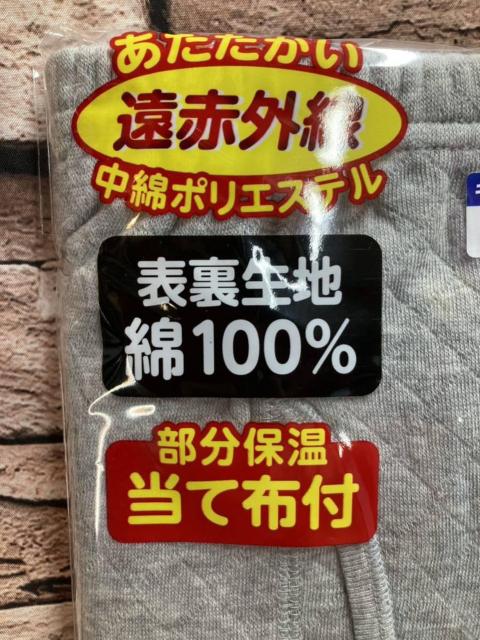 あたたかい
遠赤外線
中綿ポリエステル
表裏生地
綿100%
部分保温
当て布付